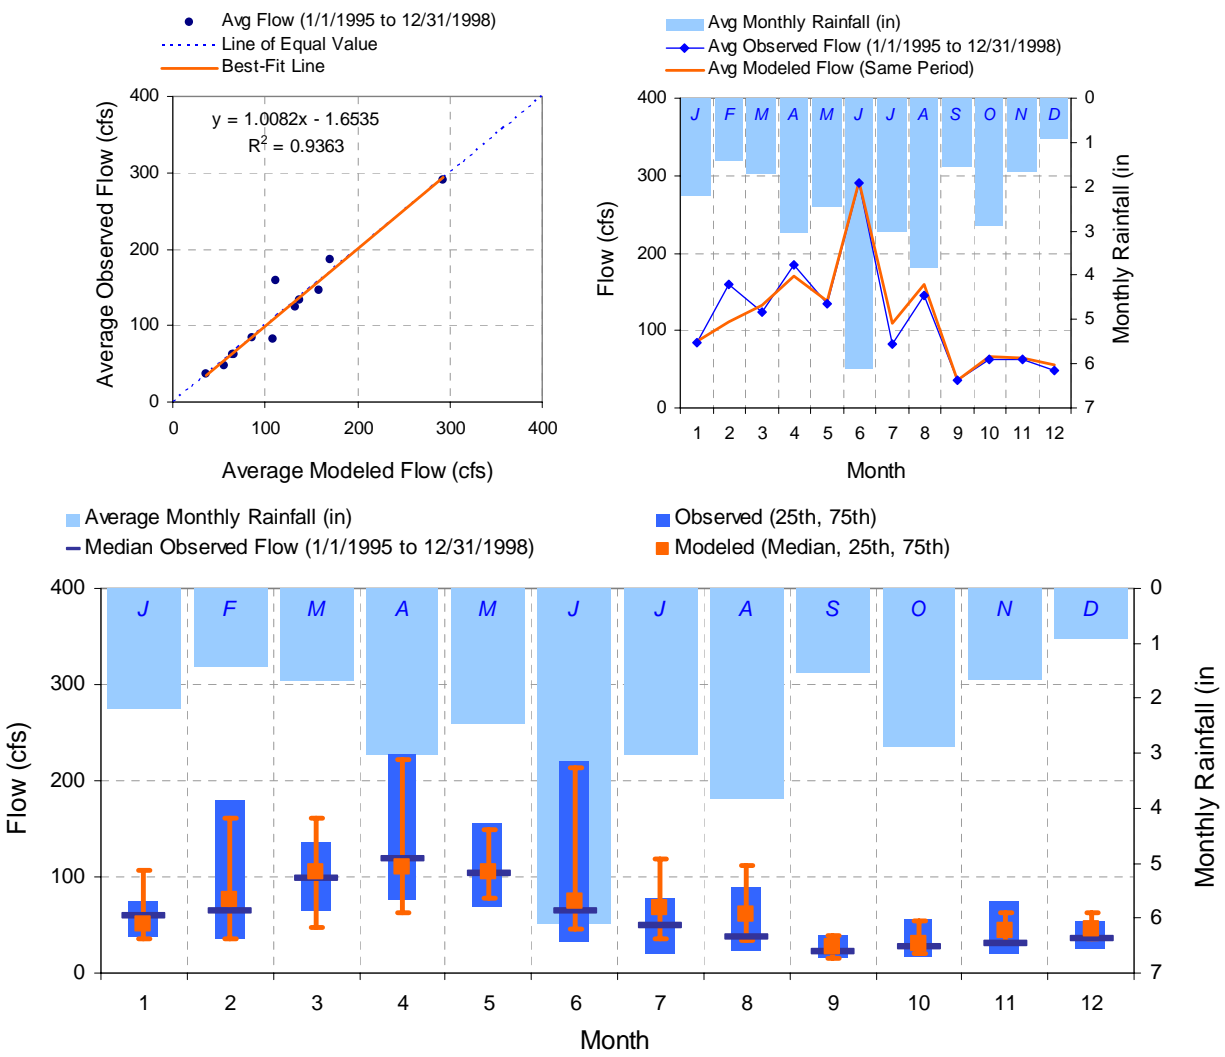 Avg Flow (1/1/1995 to 12/31/1998)
Line of Equal Value
Best-Fit Line
y = 1.0082x - 1.6535
R² = 0.9363
Average Observed Flow (cfs)
400
300
200
100
0
0 100 200 300 400
Average Modeled Flow (cfs)
Avg Monthly Rainfall (in)
Avg Observed Flow (1/1/1995 to 12/31/1998)
Avg Modeled Flow (Same Period)
J F M A M J J A S O N D
Flow (cfs)
400
300
200
100
0
0
1
2
3
4
5
6
7
Monthly Rainfall (in
1 2 3 4 5 6 7 8 9 10 11 12
Month
Average Monthly Rainfall (in)
Median Observed Flow (1/1/1995 to 12/31/1998)
Observed (25th, 75th)
Modeled (Median, 25th, 75th)
J F M A M J J A S O N D
Flow (cfs)
400
300
200
100
0
0
1
2
3
4
5
6
7
Monthly Rainfall (in
1 2 3 4 5 6 7 8 9 10 11 12
Month